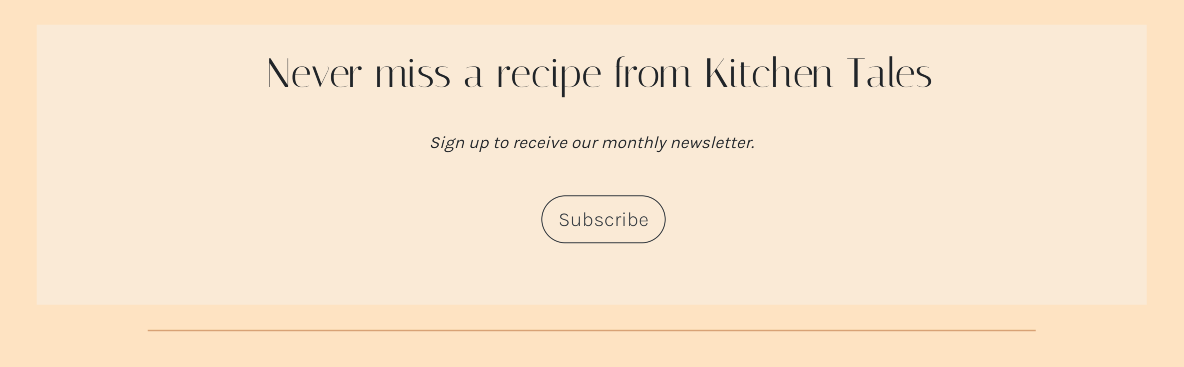 Never miss a recipe from Kitchen Tales
Sign up to receive our monthly newsletter.
Subscribe